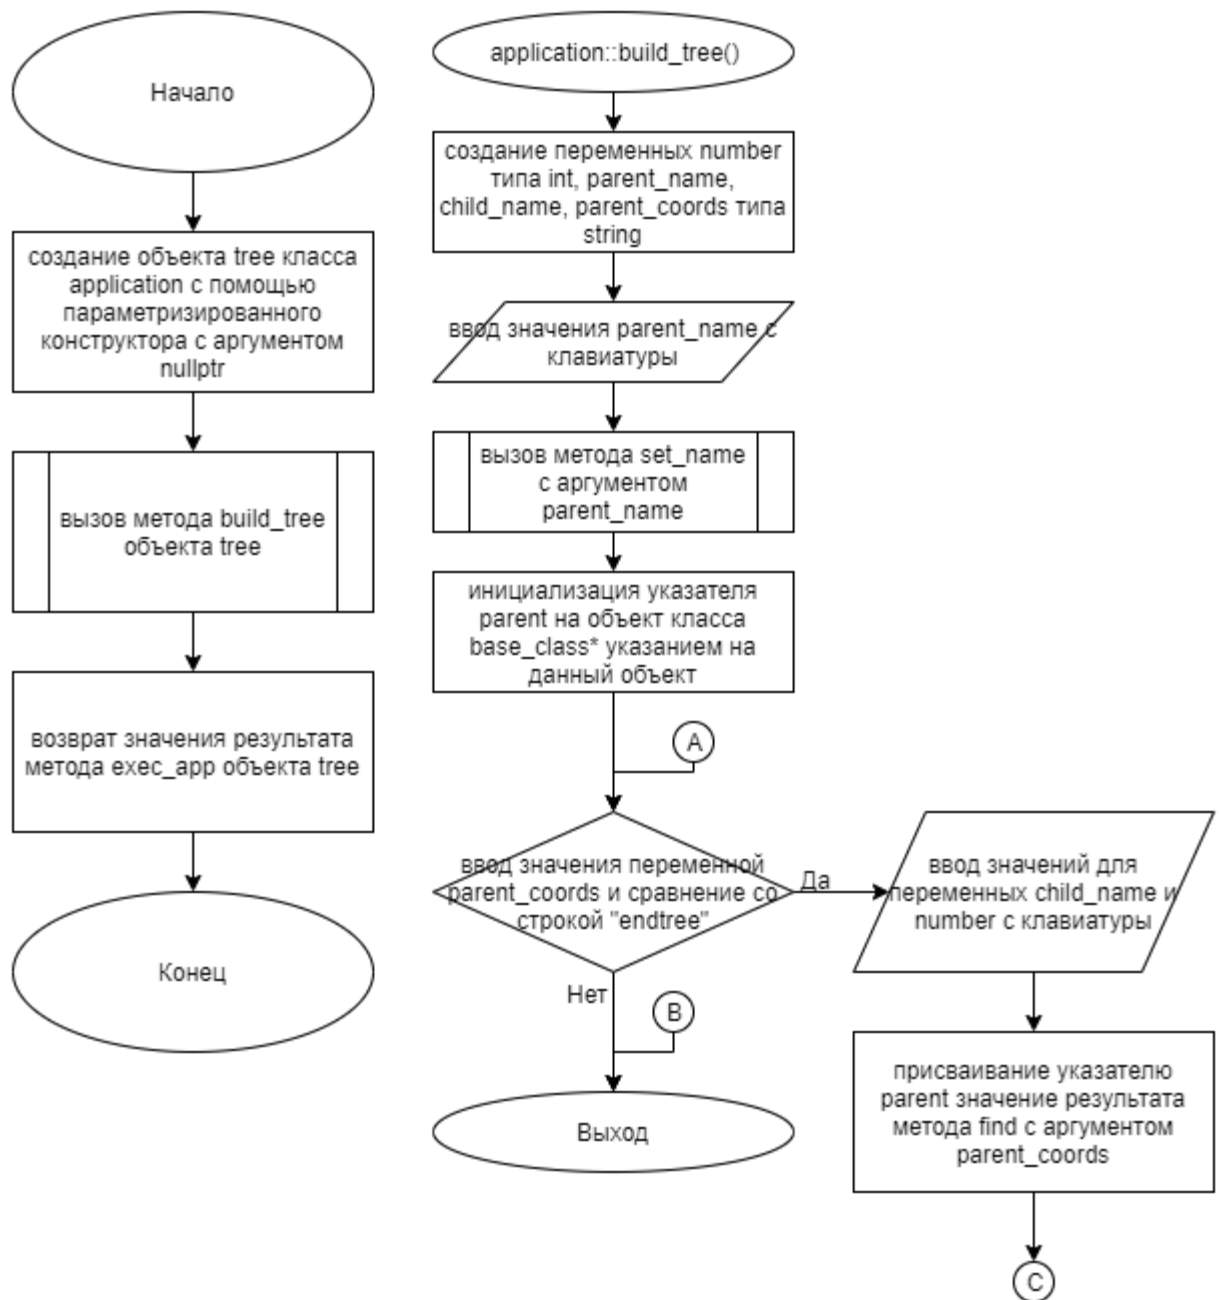 Начало
создание объекта tree класса
application с помощью
параметризированного
конструктора с аргументом
nullptr
вызов метода build_tree
объекта tree
возврат значения результата
метода exec_app объекта tree
Конец
application::build_tree()
создание переменных number
типа int, parent_name,
child_name, parent_coords типа
string
ввод значения parent_name с
клавиатуры
вызов метода set_name
с аргументом
parent_name
инициализация указателя
parent на объект класса
base_class* указанием на
данный объект
A
ввод значения переменной
parent_coords и сравнение со
строкой "endtree"
Да
Нет
B
Выход
ввод значений для
переменных child_name и
number с клавиатуры
присваивание указателю
parent значение результата
метода find с аргументом
parent_coords
C